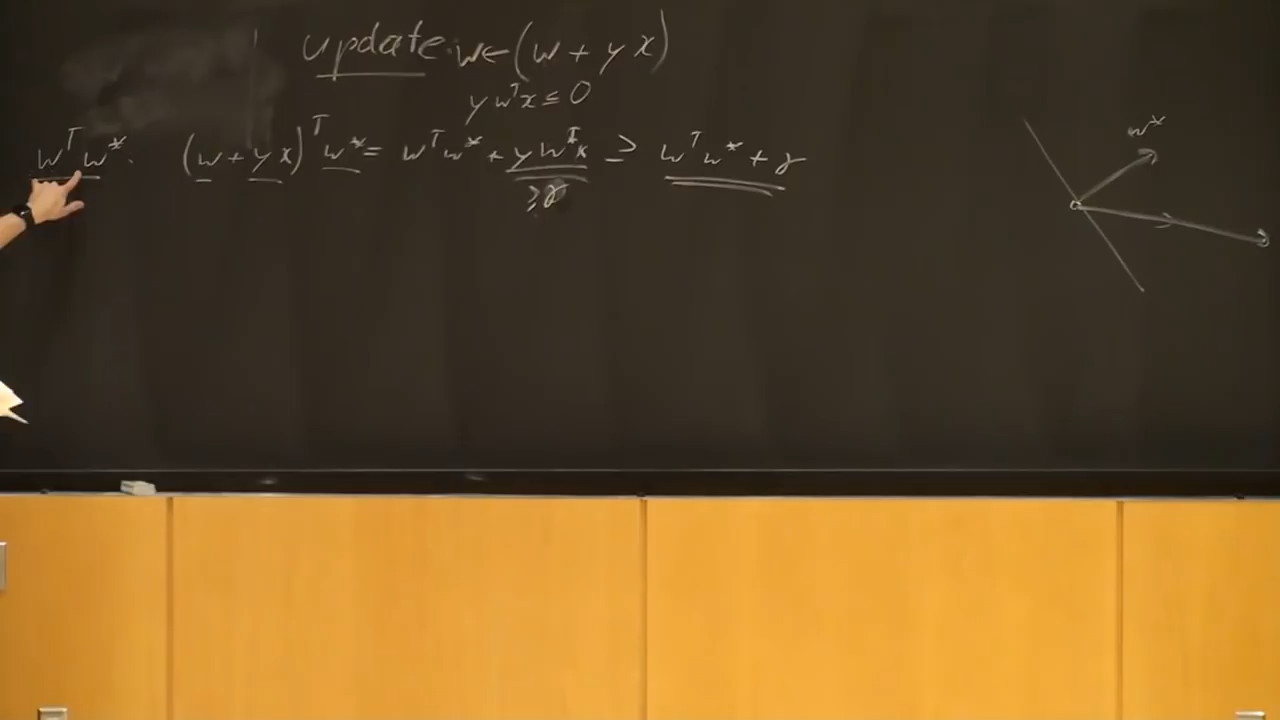 update: w ← (w + y x)
y wᵀx ≤ 0
wᵀw*. (w + y x)ᵀ w* = wᵀw* + y w*ᵀx ≥ wᵀw* + γ
≥ γ
w*